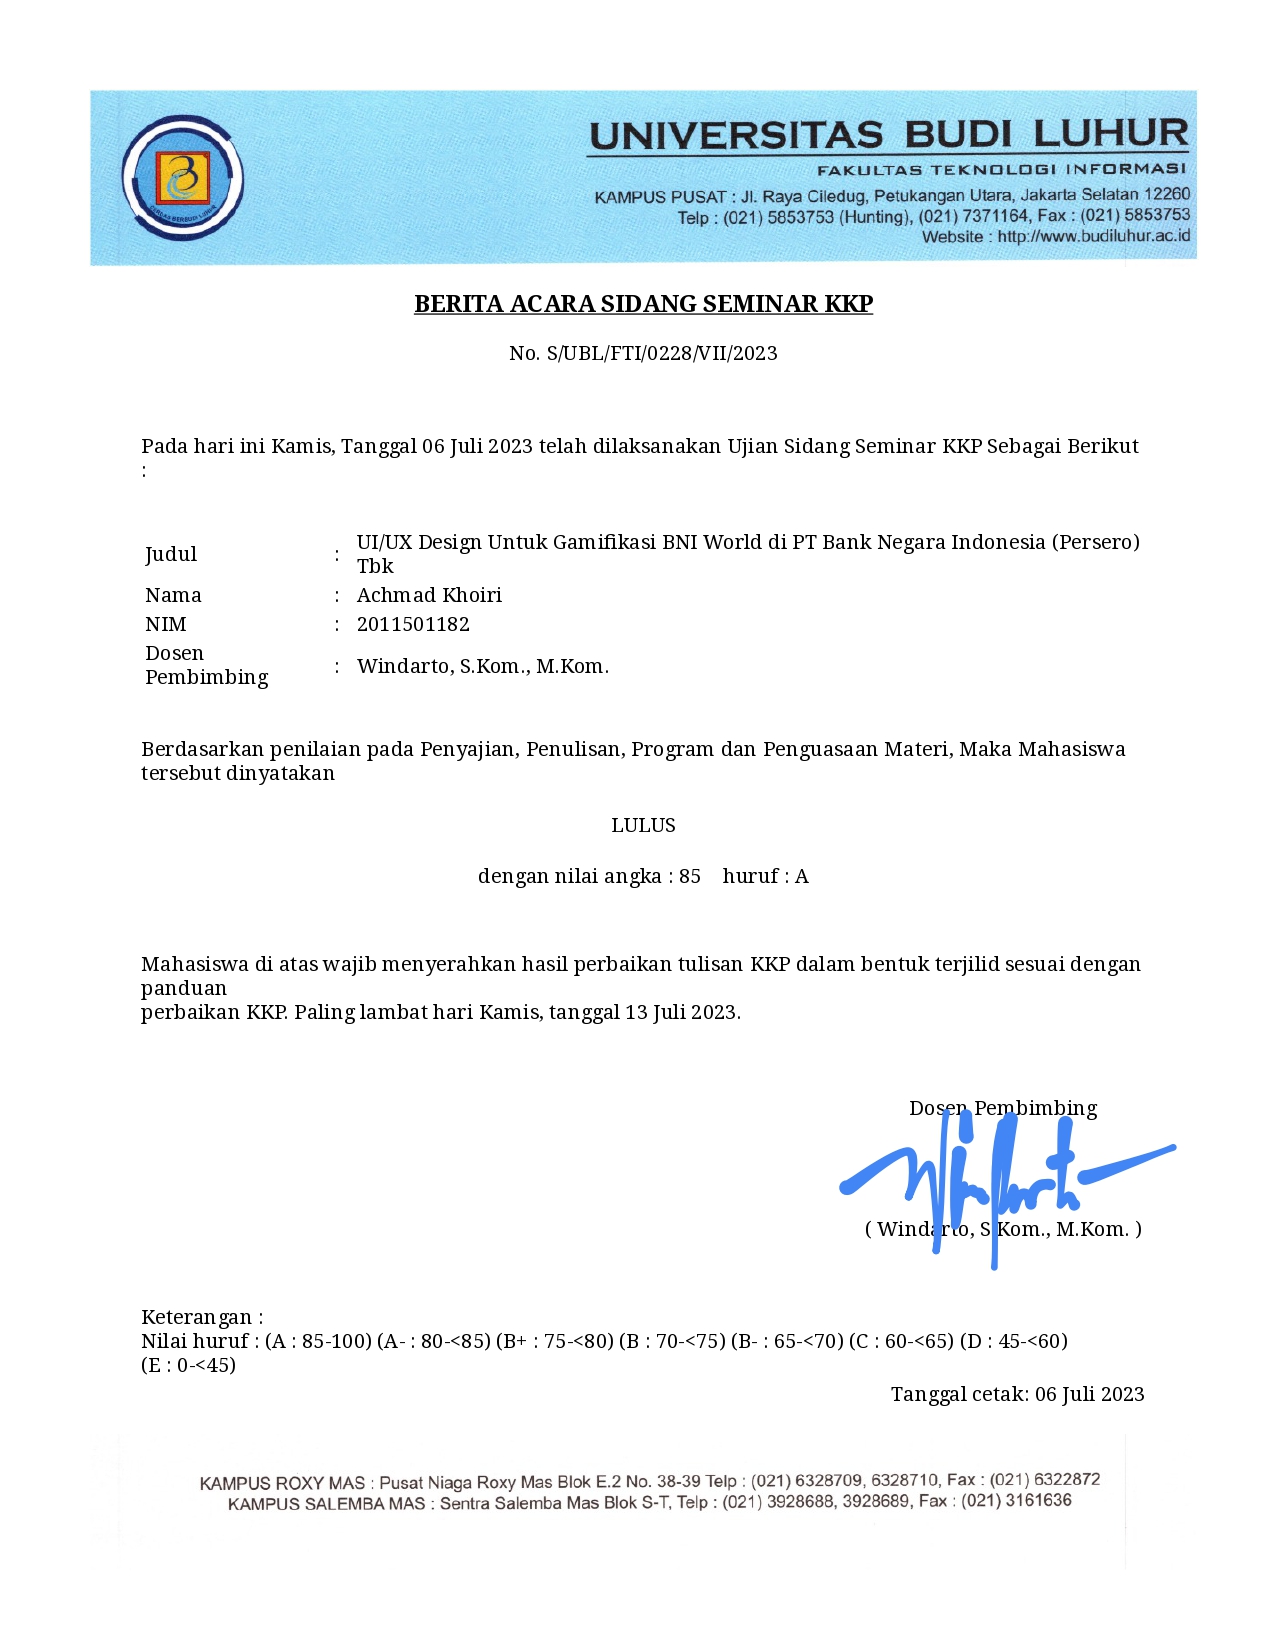 CERDAS BERBUDI LUHUR
UNIVERSITAS BUDI LUHUR
FAKULTAS TEKNOLOGI INFORMASI
KAMPUS PUSAT : Jl. Raya Ciledug, Petukangan Utara, Jakarta Selatan 12260
Telp : (021) 5853753 (Hunting), (021) 7371164, Fax : (021) 5853753
Website : http://www.budiluhur.ac.id
BERITA ACARA SIDANG SEMINAR KKP
No. S/UBL/FTI/0228/VII/2023
Pada hari ini Kamis, Tanggal 06 Juli 2023 telah dilaksanakan Ujian Sidang Seminar KKP Sebagai Berikut
:
Judul : UI/UX Design Untuk Gamifikasi BNI World di PT Bank Negara Indonesia (Persero)
Tbk
Nama : Achmad Khoiri
NIM : 2011501182
Dosen
Pembimbing : Windarto, S.Kom., M.Kom.
Berdasarkan penilaian pada Penyajian, Penulisan, Program dan Penguasaan Materi, Maka Mahasiswa
tersebut dinyatakan
LULUS
dengan nilai angka : 85 huruf : A
Mahasiswa di atas wajib menyerahkan hasil perbaikan tulisan KKP dalam bentuk terjilid sesuai dengan
panduan
perbaikan KKP. Paling lambat hari Kamis, tanggal 13 Juli 2023.
Dosen Pembimbing
Windarto
( Windarto, S.Kom., M.Kom. )
Keterangan :
Nilai huruf : (A : 85-100) (A- : 80-<85) (B+ : 75-<80) (B : 70-<75) (B- : 65-<70) (C : 60-<65) (D : 45-<60)
(E : 0-<45)
Tanggal cetak: 06 Juli 2023
KAMPUS ROXY MAS : Pusat Niaga Roxy Mas Blok E.2 No. 38-39 Telp : (021) 6328709, 6328710, Fax : (021) 6322872
KAMPUS SALEMBA MAS : Sentra Salemba Mas Blok S-T, Telp : (021) 3928688, 3928689, Fax : (021) 3161636